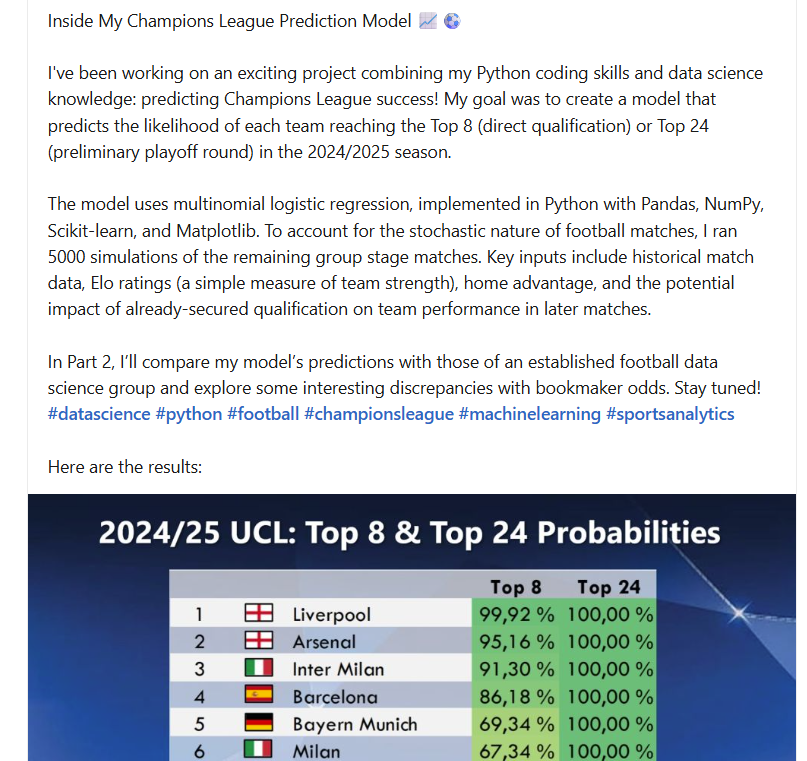 Inside My Champions League Prediction Model 📈 ⚽
I've been working on an exciting project combining my Python coding skills and data science
knowledge: predicting Champions League success! My goal was to create a model that
predicts the likelihood of each team reaching the Top 8 (direct qualification) or Top 24
(preliminary playoff round) in the 2024/2025 season.
The model uses multinomial logistic regression, implemented in Python with Pandas, NumPy,
Scikit-learn, and Matplotlib. To account for the stochastic nature of football matches, I ran
5000 simulations of the remaining group stage matches. Key inputs include historical match
data, Elo ratings (a simple measure of team strength), home advantage, and the potential
impact of already-secured qualification on team performance in later matches.
In Part 2, I’ll compare my model’s predictions with those of an established football data
science group and explore some interesting discrepancies with bookmaker odds. Stay tuned!
#datascience #python #football #championsleague #machinelearning #sportsanalytics
Here are the results:
2024/25 UCL: Top 8 & Top 24 Probabilities
Top 8 Top 24
1 Liverpool 99,92 % 100,00 %
2 Arsenal 95,16 % 100,00 %
3 Inter Milan 91,30 % 100,00 %
4 Barcelona 86,18 % 100,00 %
5 Bayern Munich 69,34 % 100,00 %
6 Milan 67,34 % 100,00 %